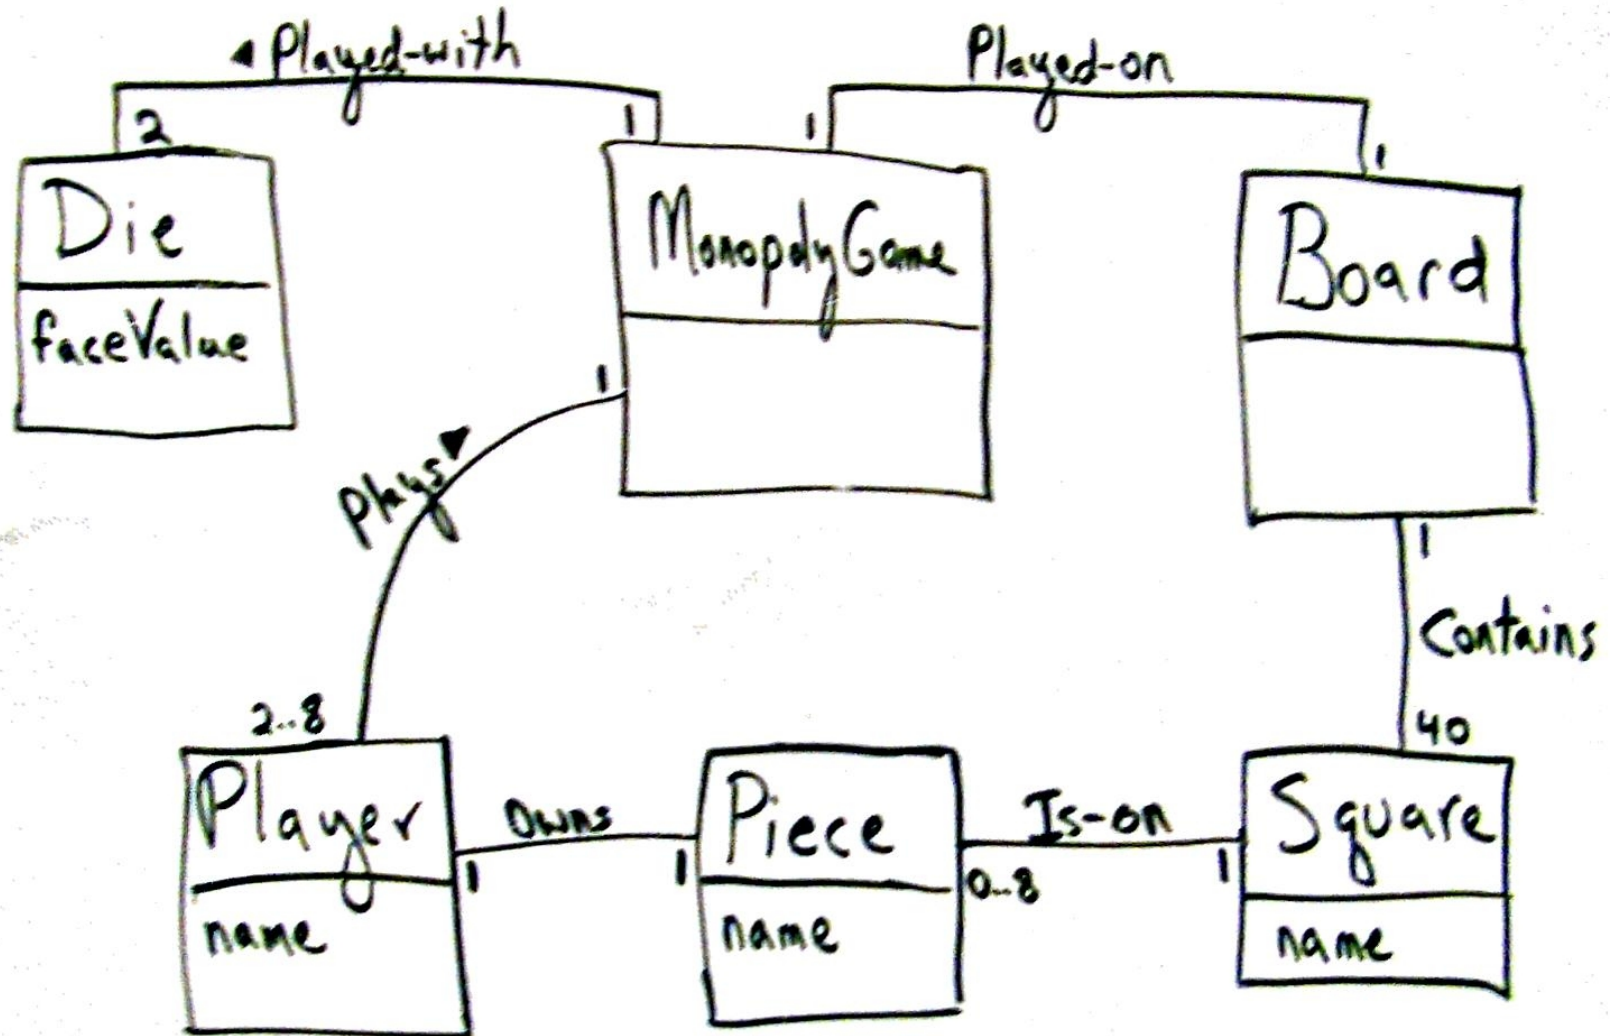 ◄ Played-with
Played-on
2
1
1
1
Die
faceValue
MonopolyGame
Board
1
Plays
1
Contains
2..8
40
Player
name
Owns
1
1
Piece
name
Is-on
0..8
1
Square
name